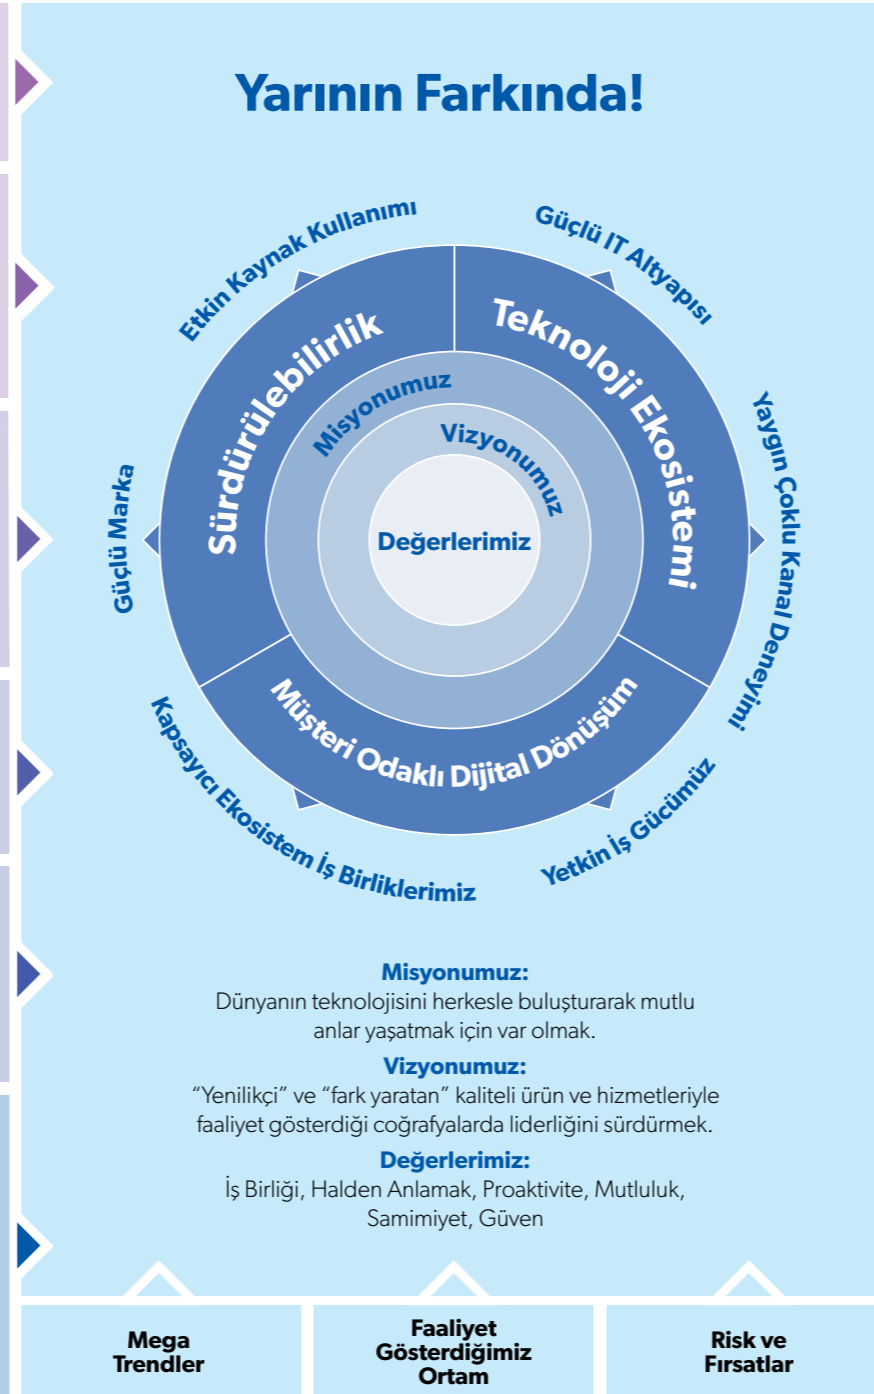 Yarının Farkında!
Etkin Kaynak Kullanımı
Güçlü IT Altyapısı
Sürdürülebilirlik
Teknoloji Ekosistemi
Misyonumuz
Vizyonumuz
Değerlerimiz
Güçlü Marka
Yaygın Çoklu Kanal Deneyimi
Müşteri Odaklı Dijital Dönüşüm
Kapsayıcı Ekosistem İş Birliklerimiz
Yetkin İş Gücümüz
Misyonumuz:
Dünyanın teknolojisini herkesle buluşturarak mutlu
anlar yaşatmak için var olmak.
Vizyonumuz:
“Yenilikçi” ve “fark yaratan” kaliteli ürün ve hizmetleriyle
faaliyet gösterdiği coğrafyalarda liderliğini sürdürmek.
Değerlerimiz:
İş Birliği, Halden Anlamak, Proaktivite, Mutluluk,
Samimiyet, Güven
Mega
Trendler
Faaliyet
Gösterdiğimiz
Ortam
Risk ve
Fırsatlar